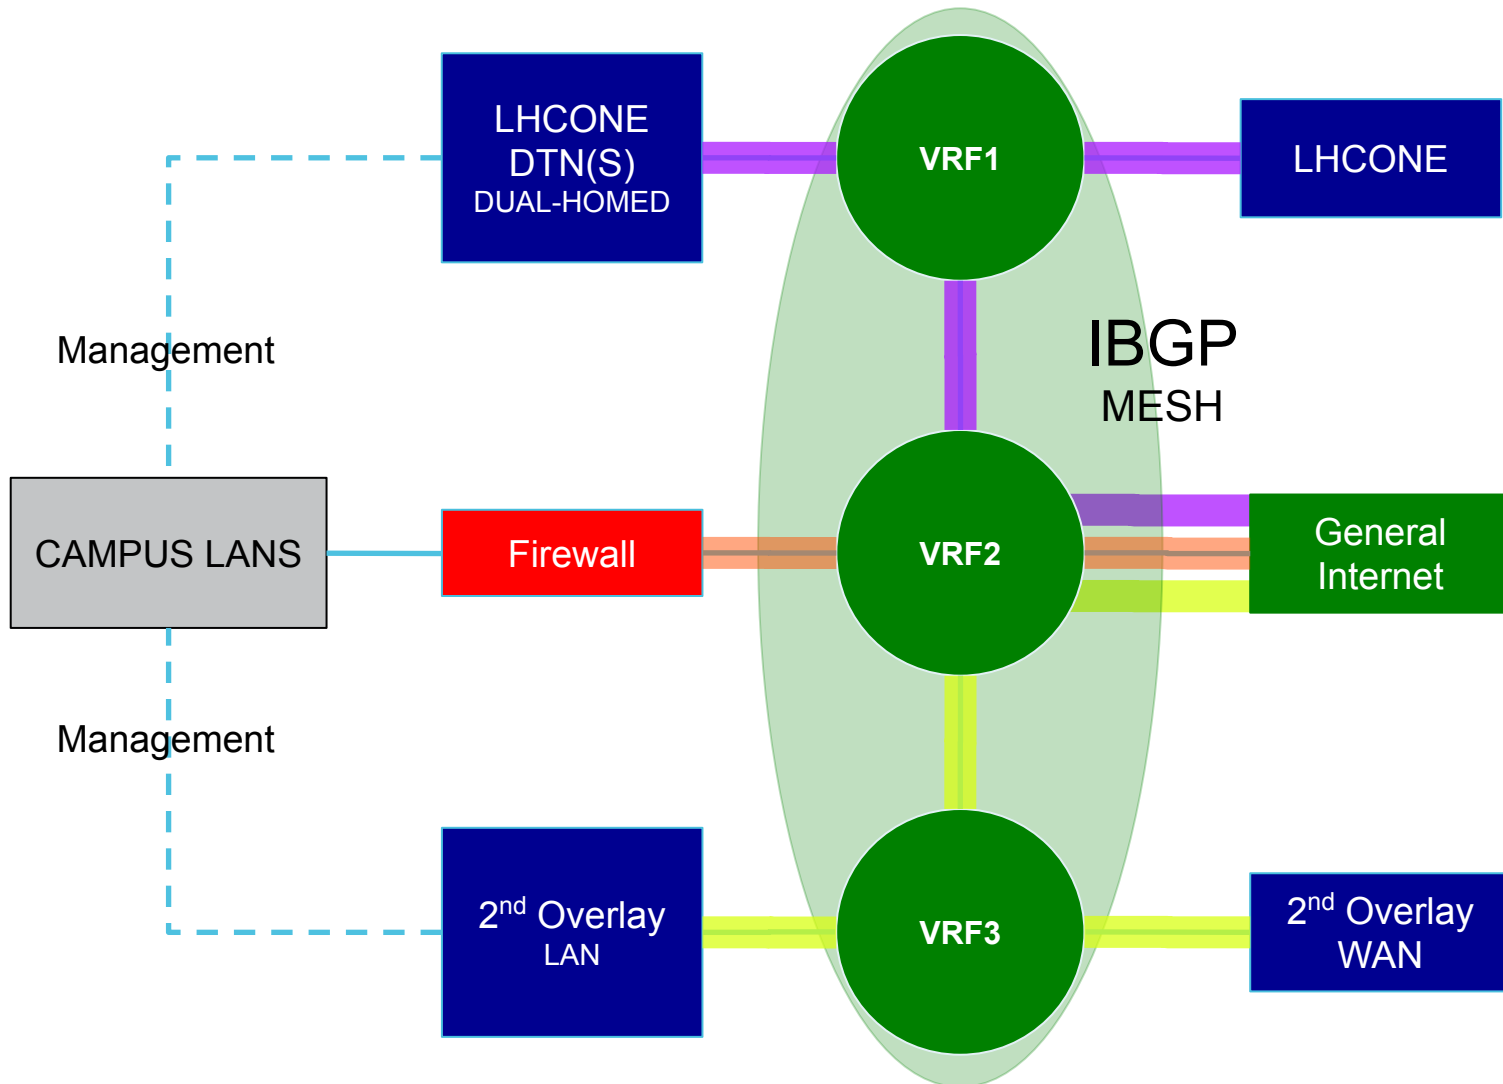 LHCONE
DTN(S)
DUAL-HOMED
VRF1
LHCONE
Management
IBGP
MESH
CAMPUS LANS
Firewall
VRF2
General
Internet
Management
2nd Overlay
LAN
VRF3
2nd Overlay
WAN